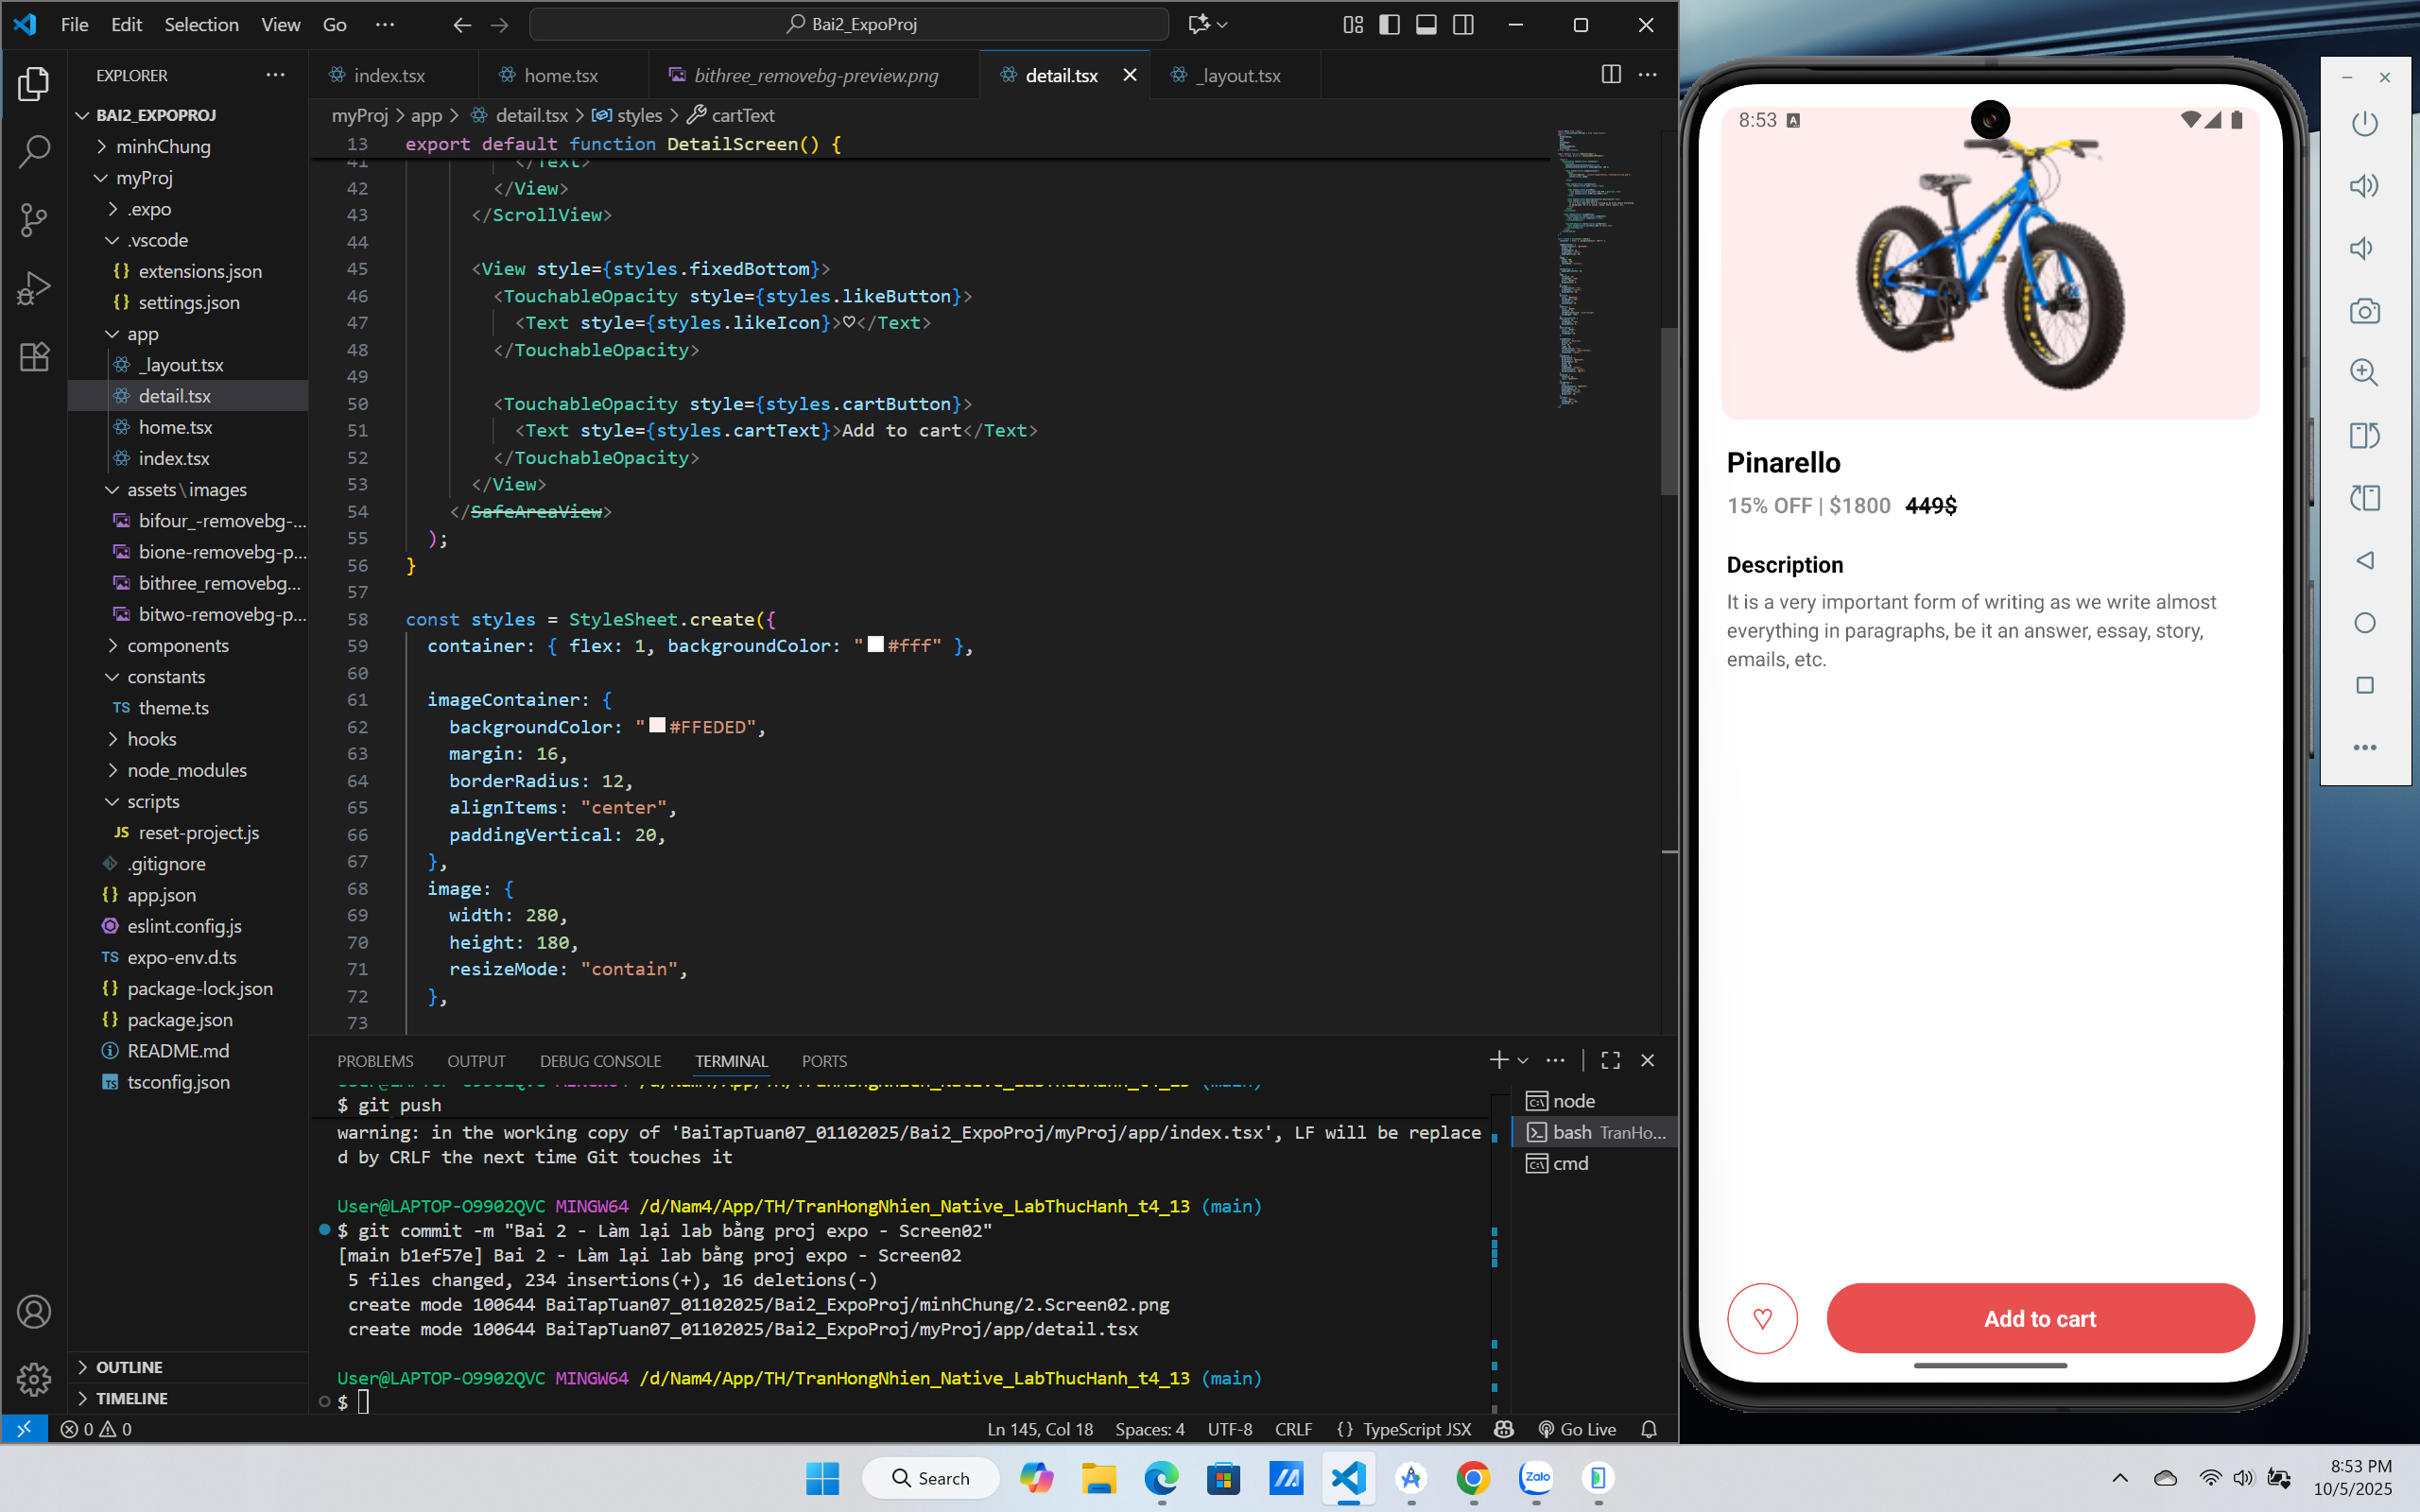 File Edit Selection View Go ··· Bai2_ExpoProj
EXPLORER ···
BAI2_EXPOPROJ
minhChung
myProj
.expo
.vscode
{} extensions.json
{} settings.json
app
_layout.tsx
detail.tsx
home.tsx
index.tsx
assets\images
bifour_-removebg-...
bione-removebg-p...
bithree_removebg...
bitwo-removebg-p...
components
constants
TS theme.ts
hooks
node_modules
scripts
JS reset-project.js
.gitignore
{} app.json
eslint.config.js
TS expo-env.d.ts
{} package-lock.json
{} package.json
README.md
TS tsconfig.json
OUTLINE
TIMELINE
index.tsx home.tsx bithree_removebg-preview.png detail.tsx _layout.tsx
myProj > app > detail.tsx > styles > cartText
13 export default function DetailScreen() {
41 </Text>
42 </View>
43 </ScrollView>
44
45 <View style={styles.fixedBottom}>
46 <TouchableOpacity style={styles.likeButton}>
47 <Text style={styles.likeIcon}>♡</Text>
48 </TouchableOpacity>
49
50 <TouchableOpacity style={styles.cartButton}>
51 <Text style={styles.cartText}>Add to cart</Text>
52 </TouchableOpacity>
53 </View>
54 </SafeAreaView>
55 );
56 }
57
58 const styles = StyleSheet.create({
59 container: { flex: 1, backgroundColor: "#fff" },
60
61 imageContainer: {
62 backgroundColor: "#FFEDED",
63 margin: 16,
64 borderRadius: 12,
65 alignItems: "center",
66 paddingVertical: 20,
67 },
68 image: {
69 width: 280,
70 height: 180,
71 resizeMode: "contain",
72 },
73
PROBLEMS OUTPUT DEBUG CONSOLE TERMINAL PORTS
User@LAPTOP-O9902QVC MINGW64 /d/Nam4/App/TH/TranHongNhien_Native_LabThucHanh_t4_13 (main)
$ git push
warning: in the working copy of 'BaiTapTuan07_01102025/Bai2_ExpoProj/myProj/app/index.tsx', LF will be replace
d by CRLF the next time Git touches it
User@LAPTOP-O9902QVC MINGW64 /d/Nam4/App/TH/TranHongNhien_Native_LabThucHanh_t4_13 (main)
$ git commit -m "Bai 2 - Làm lại lab bằng proj expo - Screen02"
[main b1ef57e] Bai 2 - Làm lại lab bằng proj expo - Screen02
5 files changed, 234 insertions(+), 16 deletions(-)
create mode 100644 BaiTapTuan07_01102025/Bai2_ExpoProj/minhChung/2.Screen02.png
create mode 100644 BaiTapTuan07_01102025/Bai2_ExpoProj/myProj/app/detail.tsx
User@LAPTOP-O9902QVC MINGW64 /d/Nam4/App/TH/TranHongNhien_Native_LabThucHanh_t4_13 (main)
$
node
bash TranHo...
cmd
0 0 Ln 145, Col 18 Spaces: 4 UTF-8 CRLF {} TypeScript JSX Go Live
8:53 A
Pinarello
15% OFF | $1800 449$
Description
It is a very important form of writing as we write almost
everything in paragraphs, be it an answer, essay, story,
emails, etc.
♡ Add to cart
Search
Zalo
8:53 PM
10/5/2025